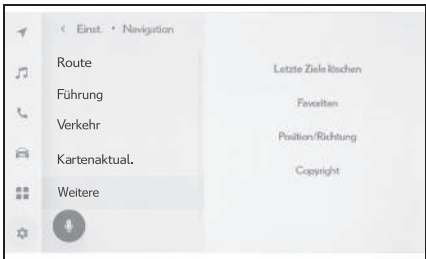 < Einst. • Navigation
Route
Führung
Verkehr
Kartenaktual.
Weitere
Letzte Ziele löschen
Favoriten
Position/Richtung
Copyright